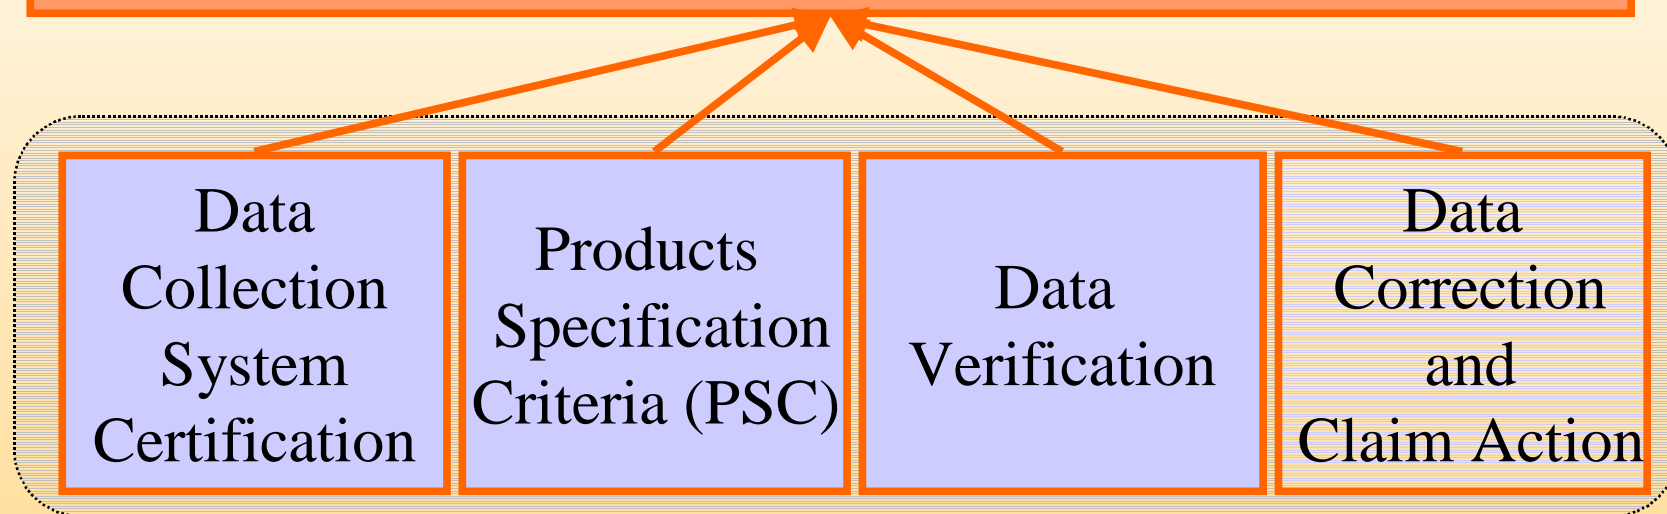 Data
Collection
System
Certification
Products
Specification
Criteria (PSC)
Data
Verification
Data
Correction
and
Claim Action